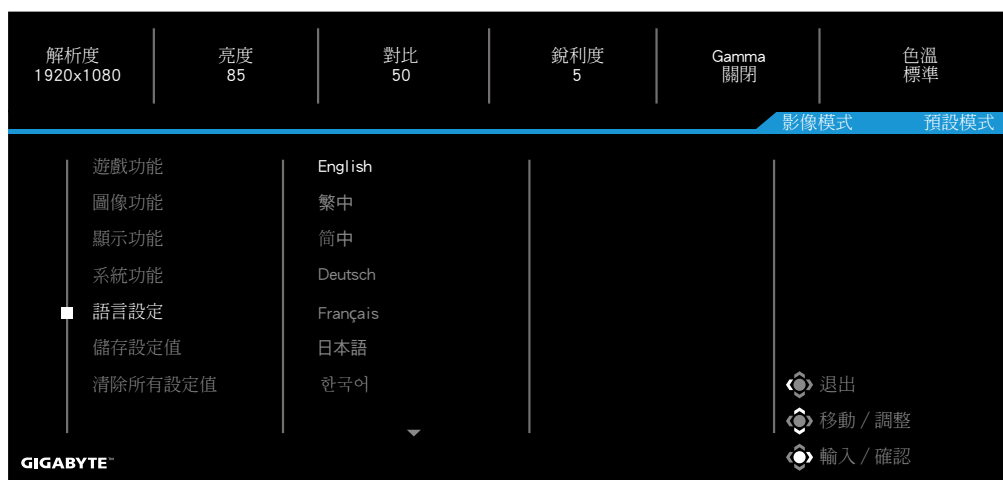 解析度
1920x1080
亮度
85
對比
50
銳利度
5
Gamma
關閉
色溫
標準
影像模式 預設模式
遊戲功能
圖像功能
顯示功能
系統功能
語言設定
儲存設定值
清除所有設定值
English
繁中
简中
Deutsch
Français
日本語
한국어
退出
移動 / 調整
輸入 / 確認
GIGABYTE™